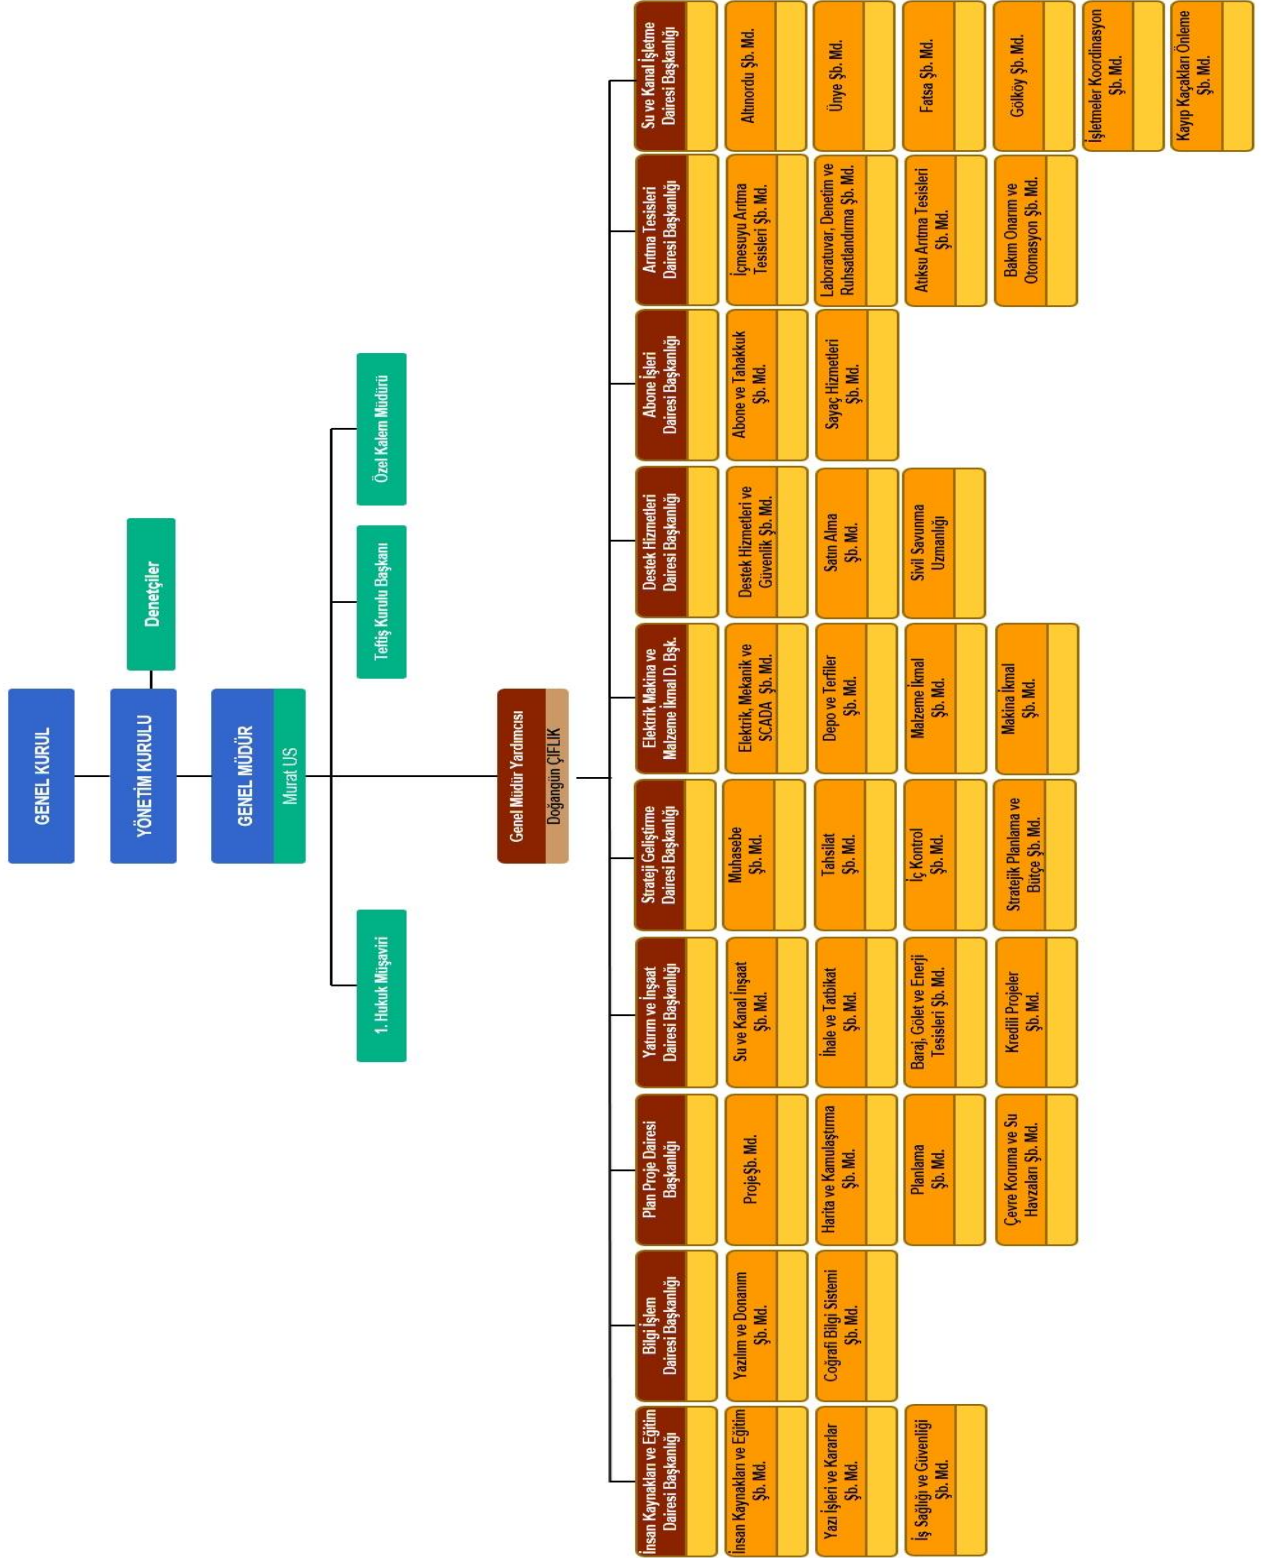 GENEL KURUL
YÖNETİM KURULU
Denetçiler
GENEL MÜDÜR
Murat US
1. Hukuk Müşaviri
Teftiş Kurulu Başkanı
Özel Kalem Müdürü
Genel Müdür Yardımcısı
Doğangün ÇIFLIK
İnsan Kaynakları ve Eğitim
Dairesi Başkanlığı
İnsan Kaynakları ve Eğitim
Şb. Md.
Yazı İşleri ve Kararlar
Şb. Md.
İş Sağlığı ve Güvenliği
Şb. Md.
Bilgi İşlem
Dairesi Başkanlığı
Yazılım ve Donanım
Şb. Md.
Coğrafi Bilgi Sistemi
Şb. Md.
Plan Proje Dairesi
Başkanlığı
ProjeŞb. Md.
Harita ve Kamulaştırma
Şb. Md.
Planlama
Şb. Md.
Çevre Koruma ve Su
Havzaları Şb. Md.
Yatırım ve İnşaat
Dairesi Başkanlığı
Su ve Kanal İnşaat
Şb. Md.
İhale ve Tatbikat
Şb. Md.
Baraj, Gölet ve Enerji
Tesisleri Şb. Md.
Kredili Projeler
Şb. Md.
Strateji Geliştirme
Dairesi Başkanlığı
Muhasebe
Şb. Md.
Tahsilat
Şb. Md.
İç Kontrol
Şb. Md.
Stratejik Planlama ve
Bütçe Şb. Md.
Elektrik Makina ve
Malzeme İkmal D. Bşk.
Elektrik, Mekanik ve
SCADA Şb. Md.
Depo ve Terfiler
Şb. Md.
Malzeme İkmal
Şb. Md.
Makina İkmal
Şb. Md.
Destek Hizmetleri
Dairesi Başkanlığı
Destek Hizmetleri ve
Güvenlik Şb. Md.
Satın Alma
Şb. Md.
Sivil Savunma
Uzmanlığı
Abone İşleri
Dairesi Başkanlığı
Abone ve Tahakkuk
Şb. Md.
Sayaç Hizmetleri
Şb. Md.
Arıtma Tesisleri
Dairesi Başkanlığı
İçmesuyu Arıtma
Tesisleri Şb. Md.
Laboratuvar, Denetim ve
Ruhsatlandırma Şb. Md.
Atıksu Arıtma Tesisleri
Şb. Md.
Bakım Onarım ve
Otomasyon Şb. Md.
Su ve Kanal İşletme
Dairesi Başkanlığı
Altınordu Şb. Md.
Ünye Şb. Md.
Fatsa Şb. Md.
Gölköy Şb. Md.
İşletmeler Koordinasyon
Şb. Md.
Kayıp Kaçakları Önleme
Şb. Md.